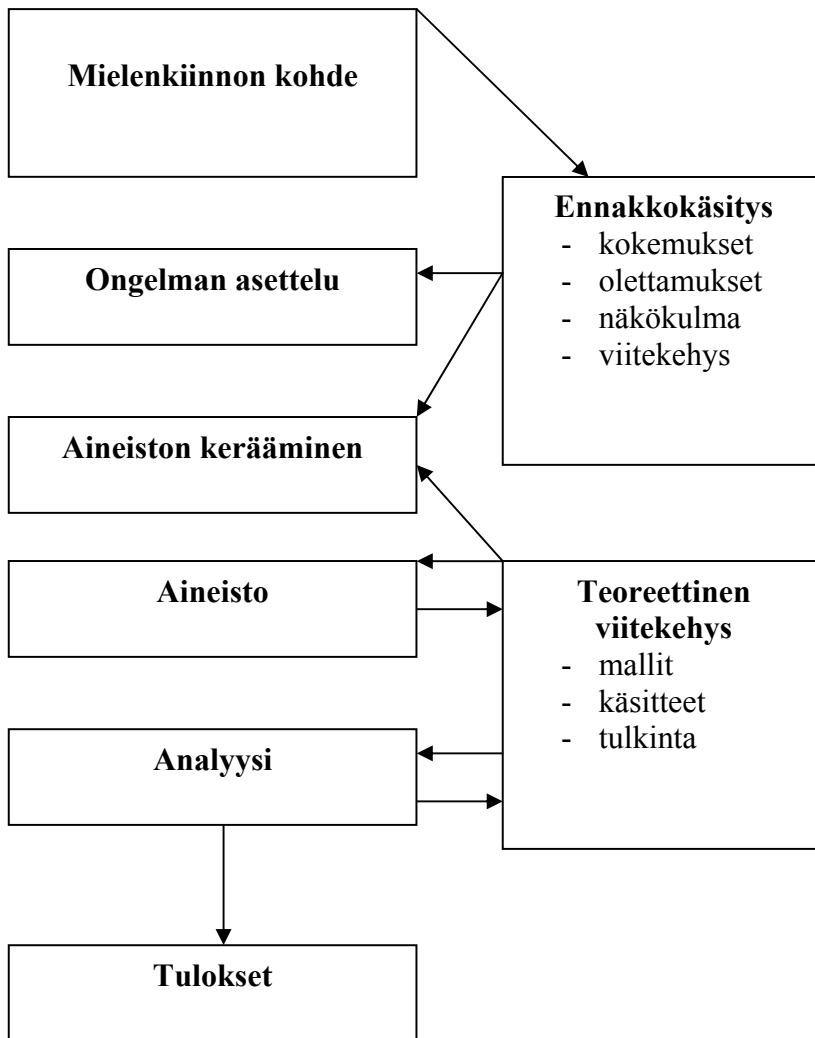 Mielenkiinnon kohde
Ennakkokäsitys
- kokemukset
- olettamukset
- näkökulma
- viitekehys
Ongelman asettelu
Aineiston kerääminen
Aineisto
Teoreettinen
viitekehys
- mallit
- käsitteet
- tulkinta
Analyysi
Tulokset